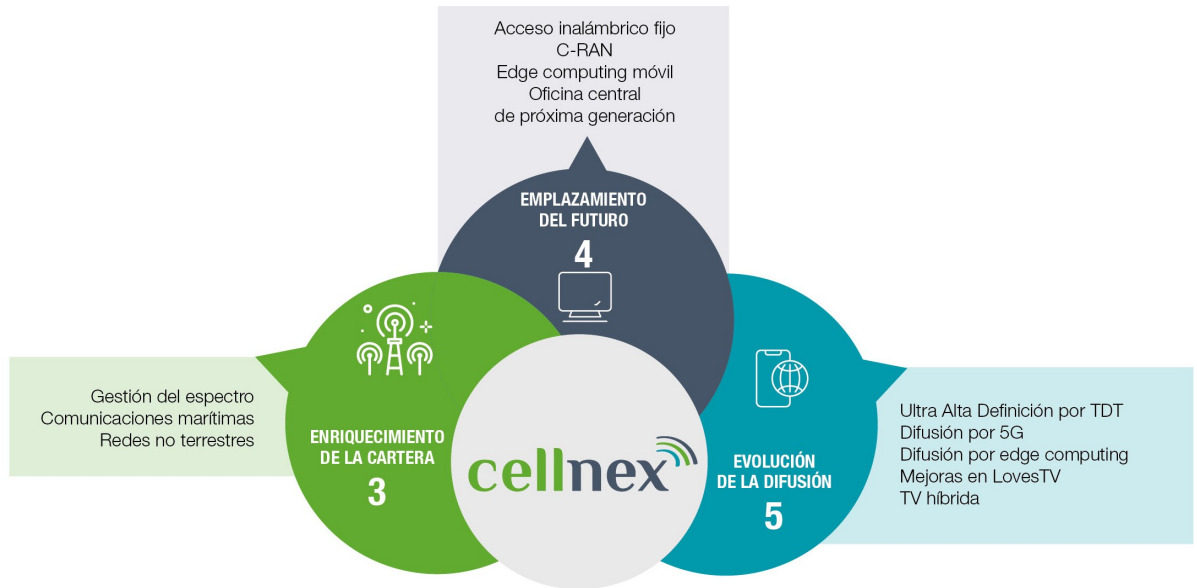 Acceso inalámbrico fijo
C-RAN
Edge computing móvil
Oficina central
de próxima generación
EMPLAZAMIENTO
DEL FUTURO
4
Gestión del espectro
Comunicaciones marítimas
Redes no terrestres
ENRIQUECIMIENTO
DE LA CARTERA
3
cellnex
EVOLUCIÓN
DE LA DIFUSIÓN
5
Ultra Alta Definición por TDT
Difusión por 5G
Difusión por edge computing
Mejoras en LovesTV
TV híbrida